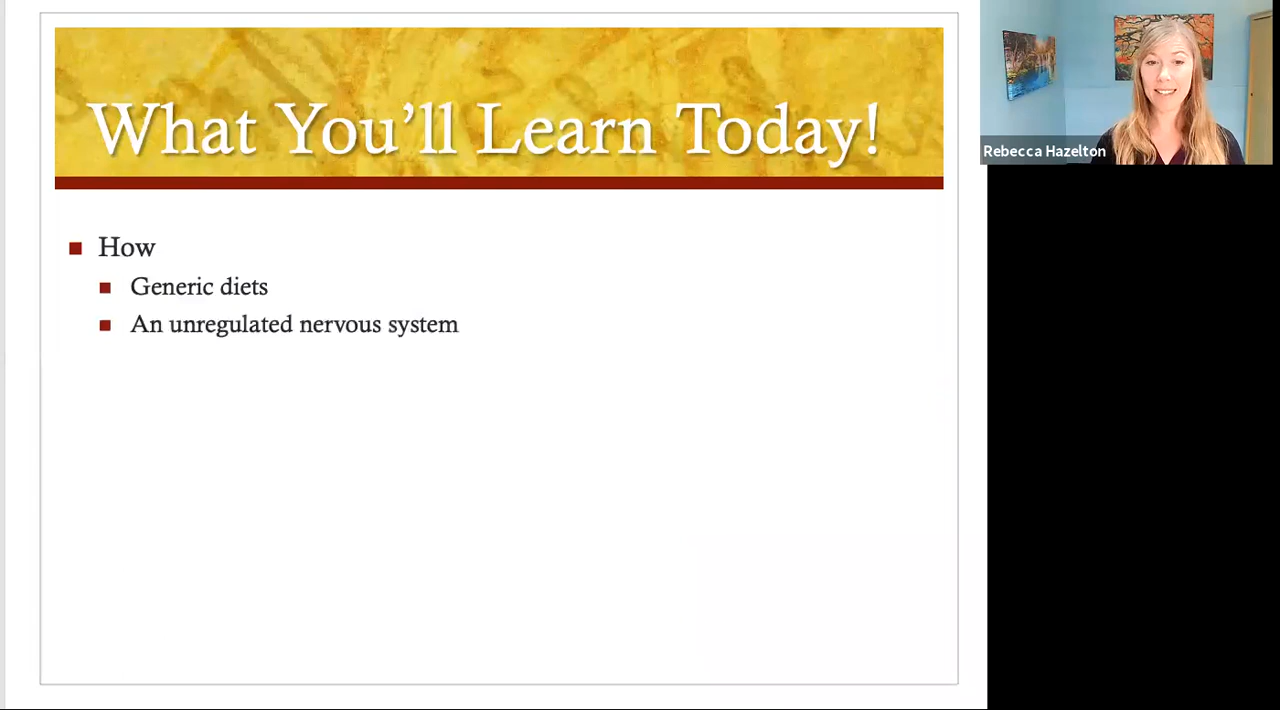 What You’ll Learn Today!
Rebecca Hazelton
How
Generic diets
An unregulated nervous system